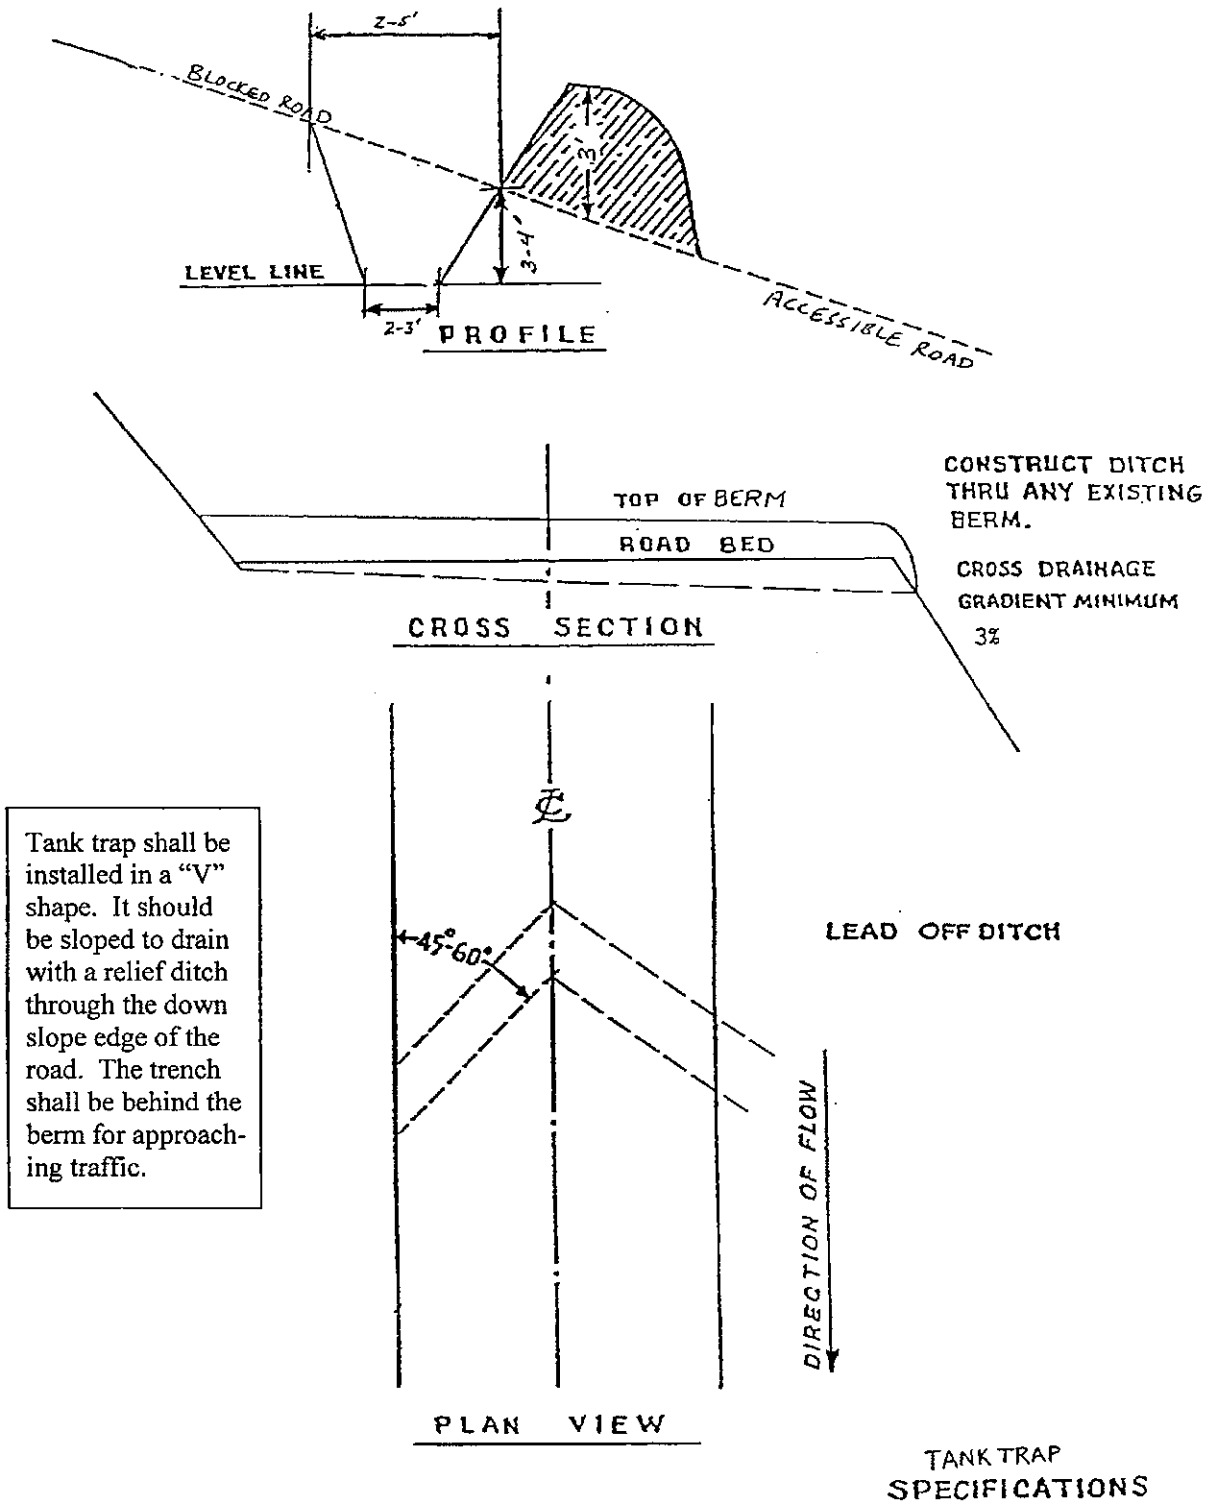 2-5'
BLOCKED ROAD
3'
3-4'
LEVEL LINE
2-3'
PROFILE
ACCESSIBLE ROAD
CONSTRUCT DITCH
THRU ANY EXISTING
BERM.
TOP OF BERM
ROAD BED
CROSS DRAINAGE
GRADIENT MINIMUM
3%
CROSS SECTION
℄
Tank trap shall be
installed in a “V”
shape. It should
be sloped to drain
with a relief ditch
through the down
slope edge of the
road. The trench
shall be behind the
berm for approach-
ing traffic.
45°-60°
LEAD OFF DITCH
DIRECTION OF FLOW
PLAN VIEW
TANK TRAP
SPECIFICATIONS